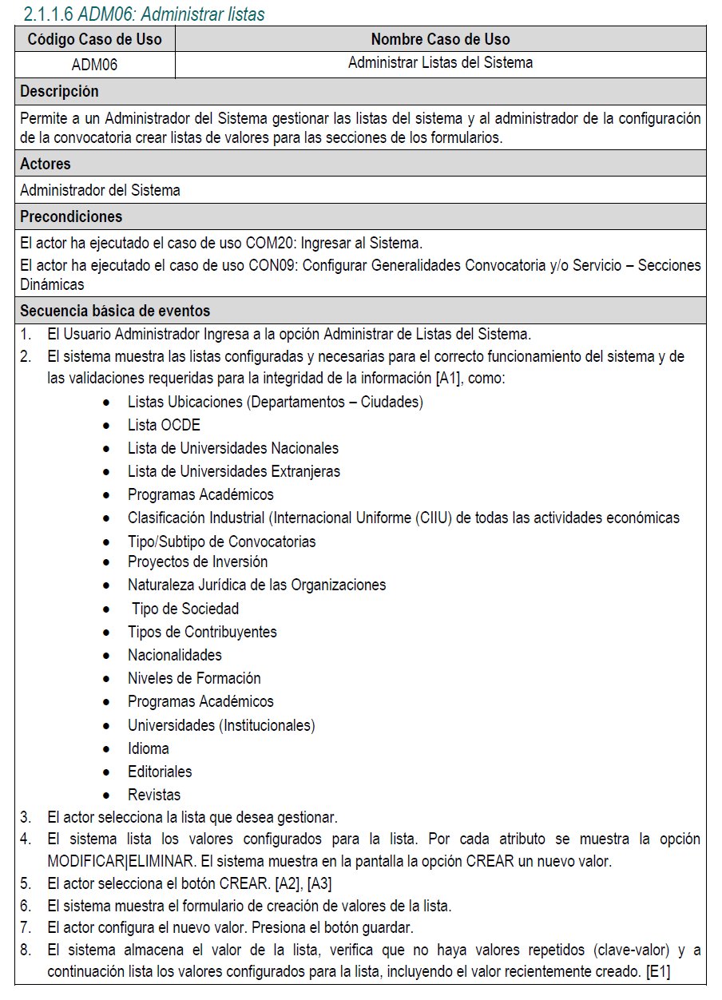 2.1.1.6 ADM06: Administrar listas
Código Caso de Uso Nombre Caso de Uso
ADM06 Administrar Listas del Sistema
Descripción
Permite a un Administrador del Sistema gestionar las listas del sistema y al administrador de la configuración
de la convocatoria crear listas de valores para las secciones de los formularios.
Actores
Administrador del Sistema
Precondiciones
El actor ha ejecutado el caso de uso COM20: Ingresar al Sistema.
El actor ha ejecutado el caso de uso CON09: Configurar Generalidades Convocatoria y/o Servicio – Secciones
Dinámicas
Secuencia básica de eventos
1. El Usuario Administrador Ingresa a la opción Administrar de Listas del Sistema.
2. El sistema muestra las listas configuradas y necesarias para el correcto funcionamiento del sistema y de
las validaciones requeridas para la integridad de la información [A1], como:
• Listas Ubicaciones (Departamentos – Ciudades)
• Lista OCDE
• Lista de Universidades Nacionales
• Lista de Universidades Extranjeras
• Programas Académicos
• Clasificación Industrial (Internacional Uniforme (CIIU) de todas las actividades económicas
• Tipo/Subtipo de Convocatorias
• Proyectos de Inversión
• Naturaleza Jurídica de las Organizaciones
• Tipo de Sociedad
• Tipos de Contribuyentes
• Nacionalidades
• Niveles de Formación
• Programas Académicos
• Universidades (Institucionales)
• Idioma
• Editoriales
• Revistas
3. El actor selecciona la lista que desea gestionar.
4. El sistema lista los valores configurados para la lista. Por cada atributo se muestra la opción
MODIFICAR|ELIMINAR. El sistema muestra en la pantalla la opción CREAR un nuevo valor.
5. El actor selecciona el botón CREAR. [A2], [A3]
6. El sistema muestra el formulario de creación de valores de la lista.
7. El actor configura el nuevo valor. Presiona el botón guardar.
8. El sistema almacena el valor de la lista, verifica que no haya valores repetidos (clave-valor) y a
continuación lista los valores configurados para la lista, incluyendo el valor recientemente creado. [E1]